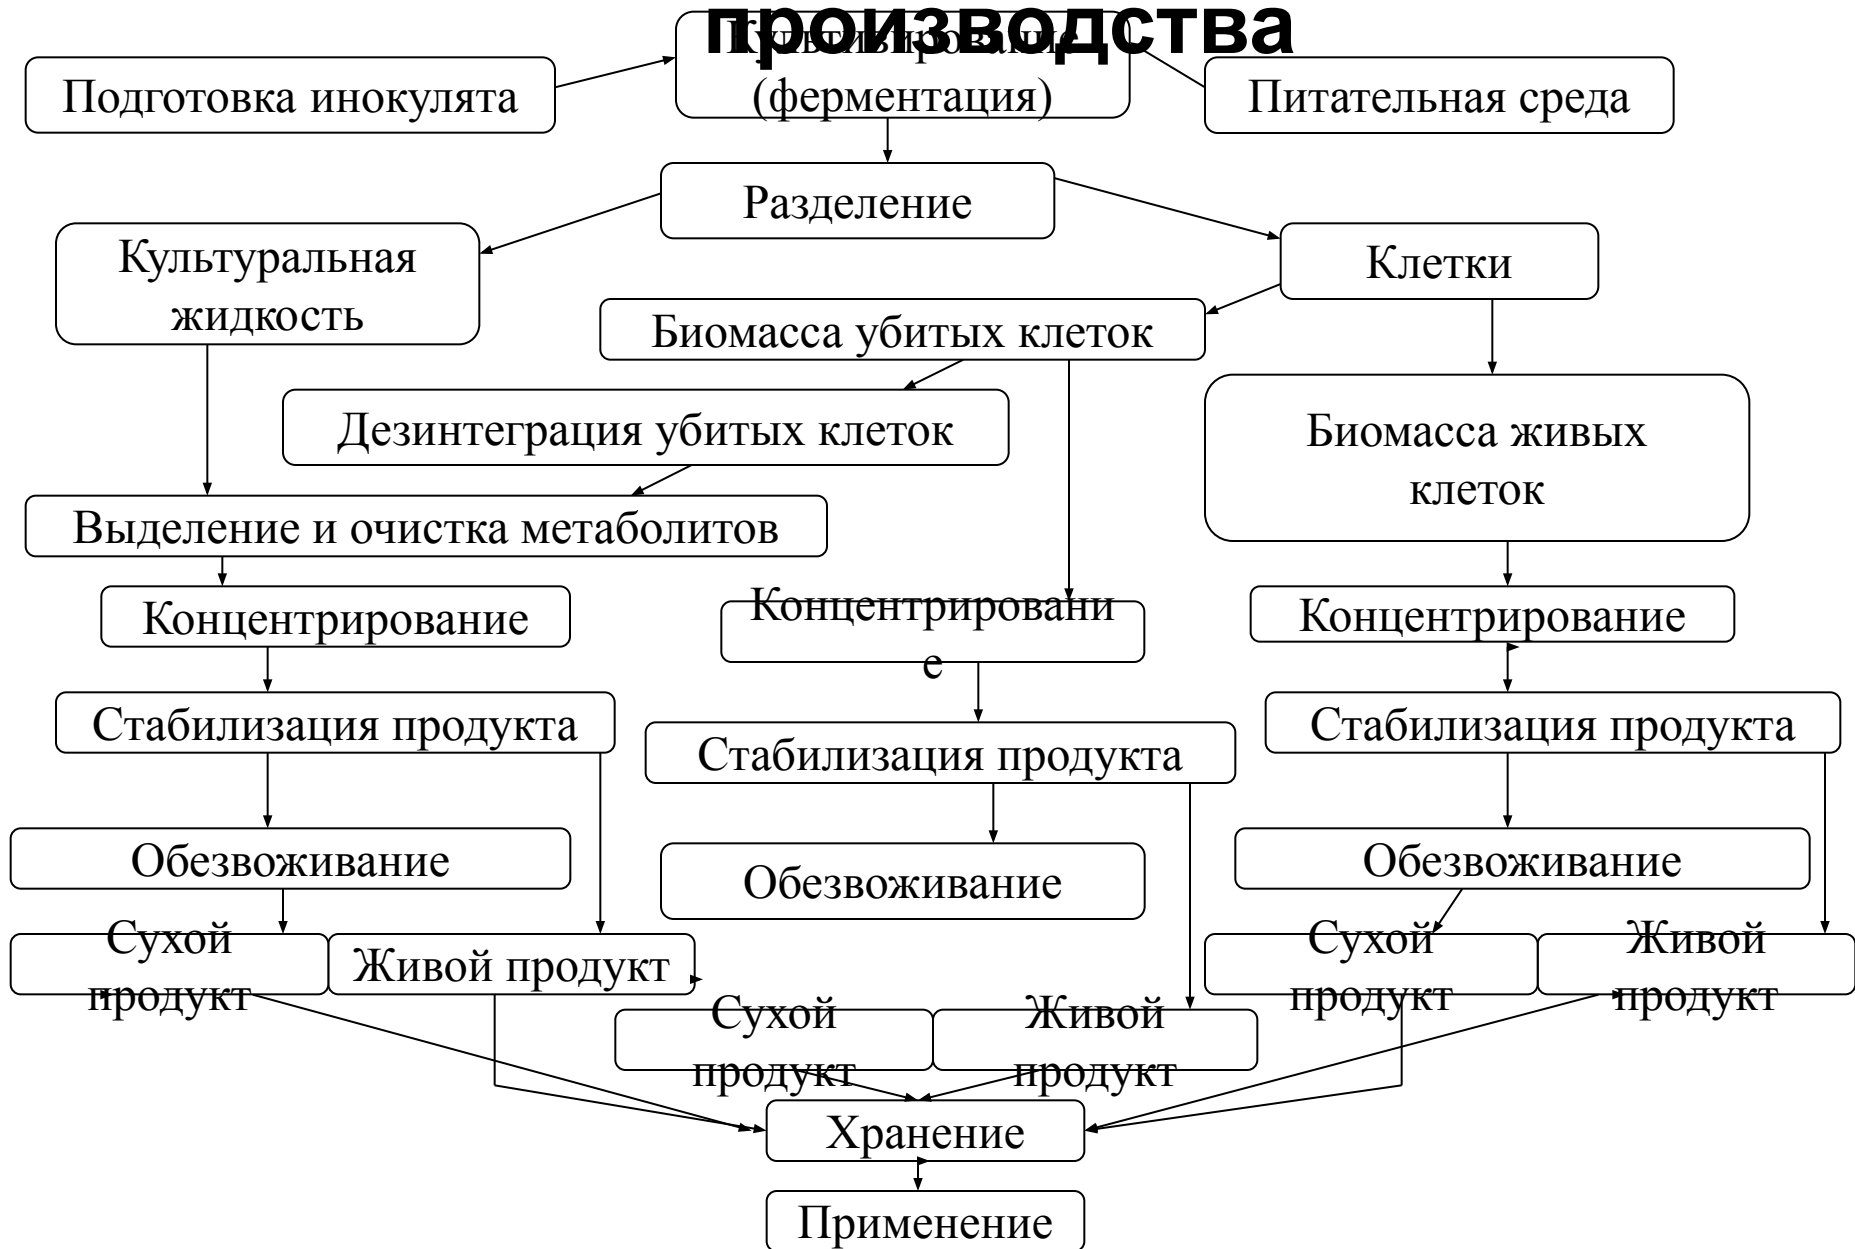 производства
Культивирование
(ферментация)
Подготовка инокулята
Питательная среда
Разделение
Культуральная
жидкость
Клетки
Биомасса убитых клеток
Дезинтеграция убитых клеток
Биомасса живых
клеток
Выделение и очистка метаболитов
Концентрирование
Концентрировани
е
Концентрирование
Стабилизация продукта
Стабилизация продукта
Стабилизация продукта
Обезвоживание
Обезвоживание
Обезвоживание
Сухой
продукт
Живой продукт
Сухой
продукт
Живой
продукт
Сухой
продукт
Живой
продукт
Хранение
Применение